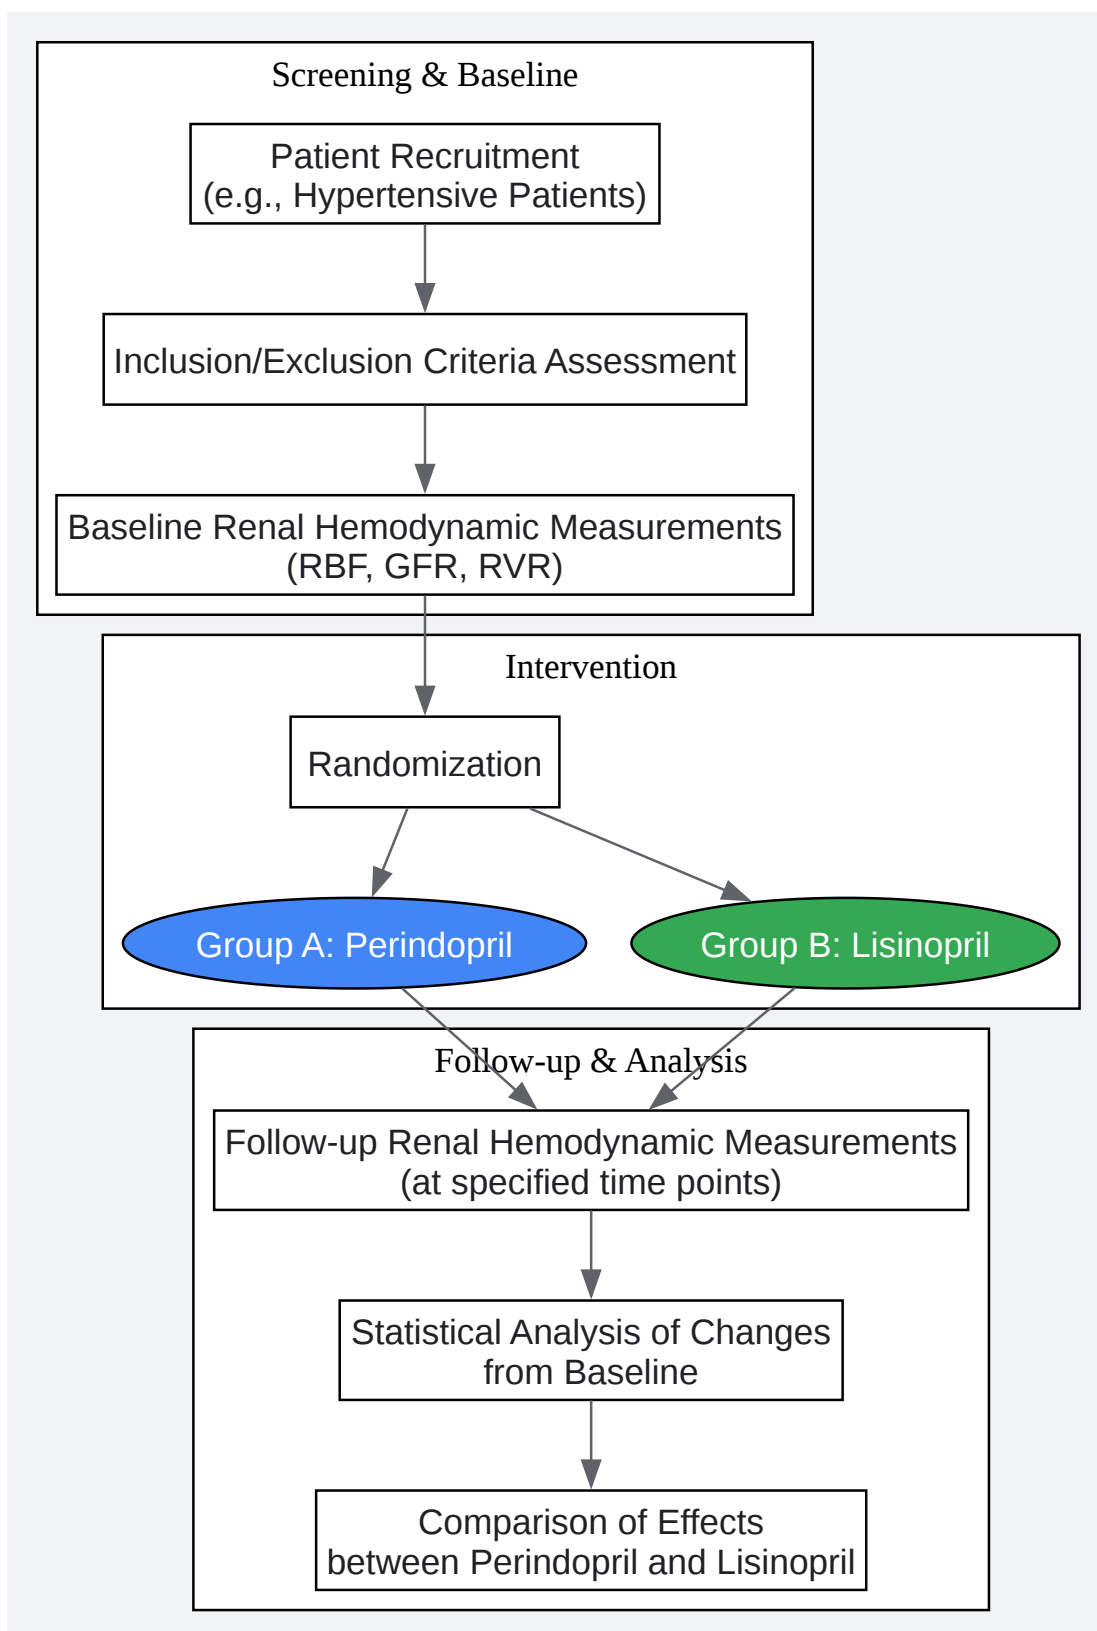 Screening & Baseline
Patient Recruitment
(e.g., Hypertensive Patients)
Inclusion/Exclusion Criteria Assessment
Baseline Renal Hemodynamic Measurements
(RBF, GFR, RVR)
Intervention
Randomization
Group A: Perindopril
Group B: Lisinopril
Follow-up & Analysis
Follow-up Renal Hemodynamic Measurements
(at specified time points)
Statistical Analysis of Changes
from Baseline
Comparison of Effects
between Perindopril and Lisinopril